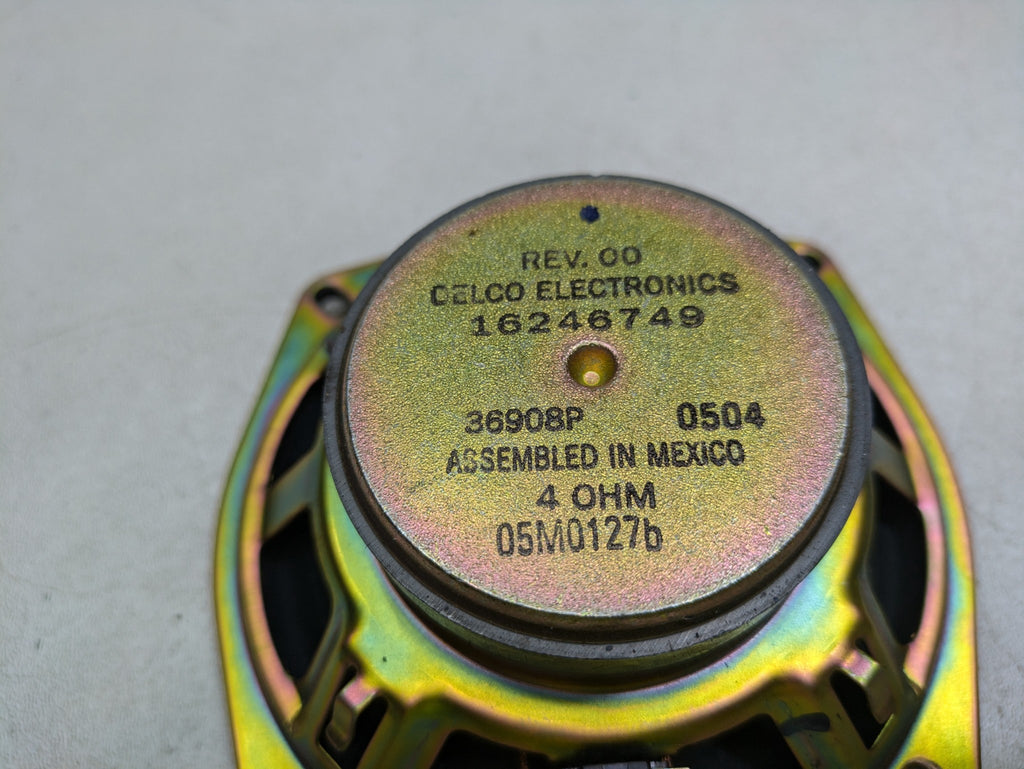 REV. 00
DELCO ELECTRONICS
16246749
36908P 0504
ASSEMBLED IN MEXICO
4 OHM
05M0127b